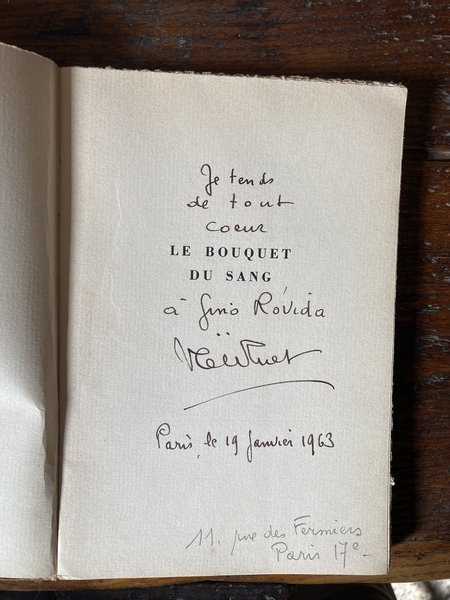 Je tends
de tout
coeur
LE BOUQUET
DU SANG
à Gino Róvida
Paris, le 19 Janvier 1963
11. rue des Fermiers
Paris 17e